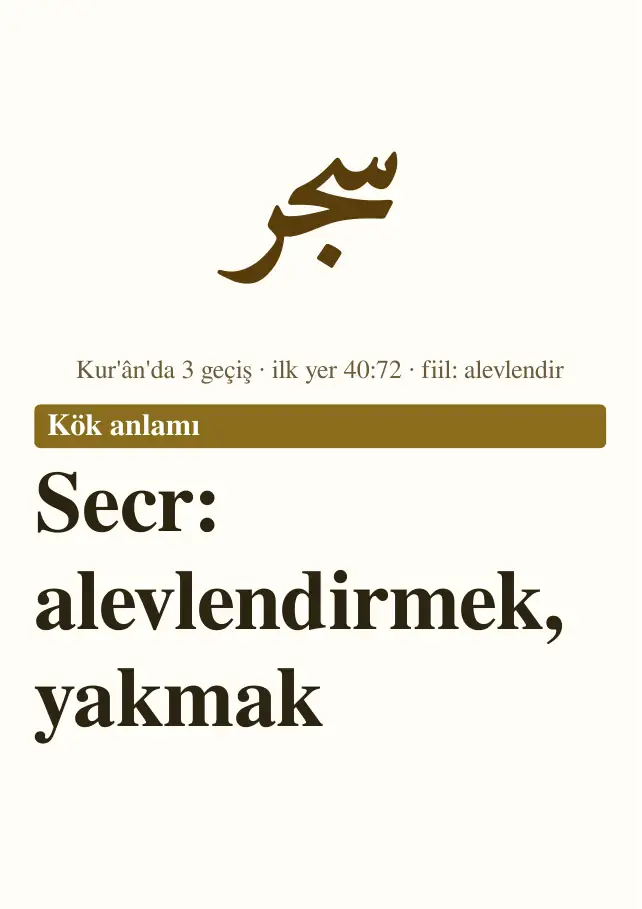 سجر
Kur'ân'da 3 geçiş · ilk yer 40:72 · fiil: alevlendir
Kök anlamı
Secr:
alevlendirmek,
yakmak